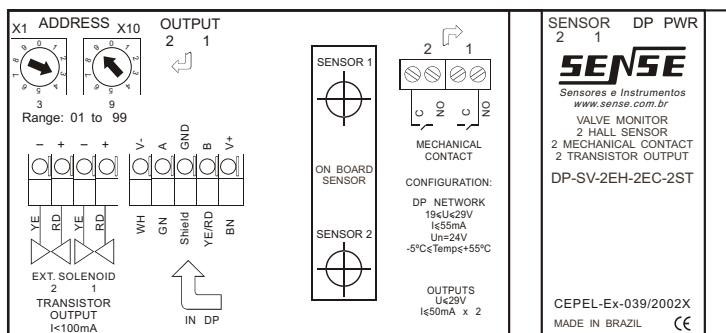 ADDRESS
X1 X10
3 9
Range: 01 to 99
OUTPUT
2 1
- + - +
V- A GND B V+
YE RD YE RD
WH GN Shield YE/RD BN
EXT. SOLENOID
2 1
TRANSISTOR
OUTPUT
I<100mA
IN DP
SENSOR 1
ON BOARD
SENSOR
SENSOR 2
2 1
C NO C NO
MECHANICAL
CONTACT
CONFIGURATION:
DP NETWORK
19≤U≤29V
I≤55mA
Un=24V
-5ºC≤Temp≤+55ºC
OUTPUTS
U≤29V
I≤50mA x 2
SENSOR DP PWR
2 1
SENSE
Sensores e Instrumentos
www.sense.com.br
VALVE MONITOR
2 HALL SENSOR
2 MECHANICAL CONTACT
2 TRANSISTOR OUTPUT
DP-SV-2EH-2EC-2ST
CEPEL-Ex-039/2002X
MADE IN BRAZIL CE